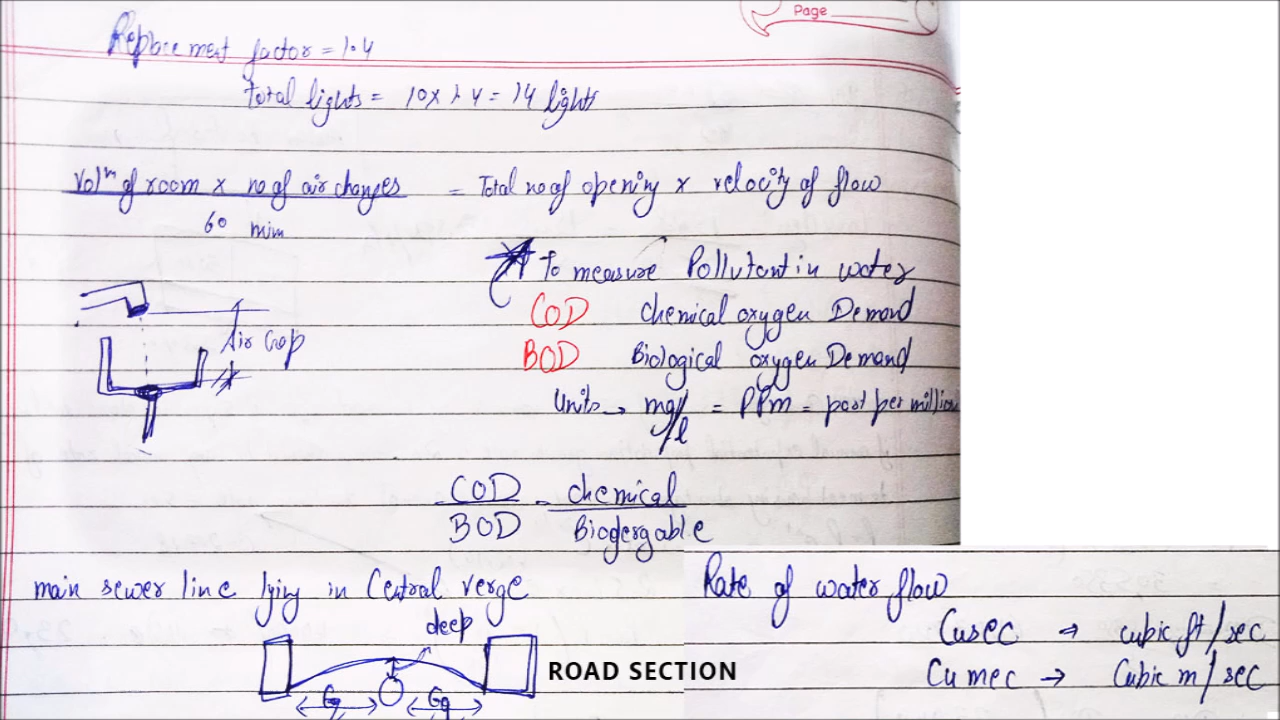 Page
Replacement factor = 1.4
total lights = 10 x 1.4 = 14 lights
Vol^m of room x no of air changes = Total no of opening x velocity of flow
60 min
To measure Pollutant in water
COD Chemical oxygen Demand
BOD Biological oxygen Demand
Air Gap
Units → mg/l = PPm = part per million
COD = chemical
BOD Biodergable
main sewer line lying in Central verge
deep
ROAD SECTION
Rate of water flow
Cusec → cubic ft/sec
Cumec → Cubic m/sec